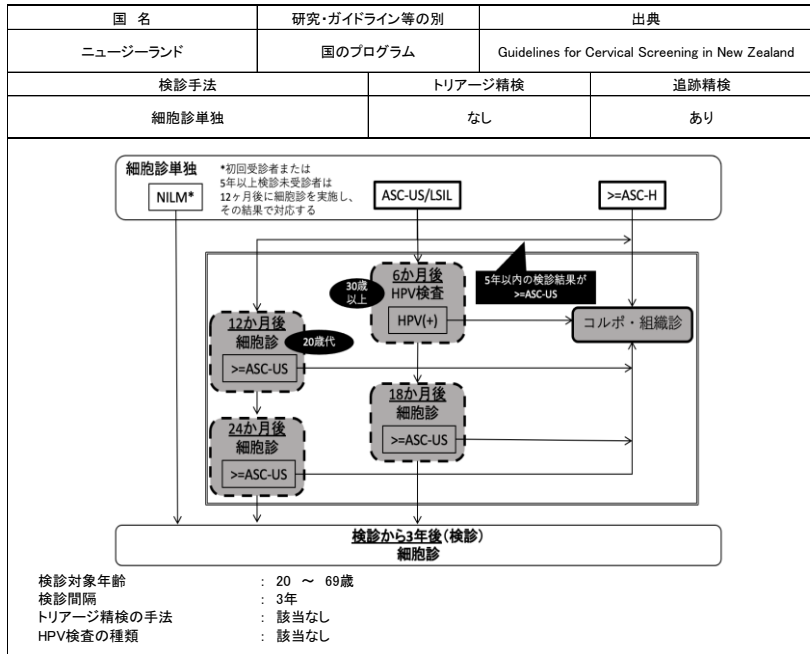 国 名 研究・ガイドライン等の別 出典
ニュージーランド 国のプログラム Guidelines for Cervical Screening in New Zealand
検診手法 トリアージ精検 追跡精検
細胞診単独 なし あり
細胞診単独
*初回受診者または
5年以上検診未受診者は
12ヶ月後に細胞診を実施し、
その結果で対応する
NILM*
ASC-US/LSIL
>=ASC-H
30歳
以上
6か月後
HPV検査
HPV(+)
5年以内の検診結果が
>=ASC-US
コルポ・組織診
12か月後
細胞診
>=ASC-US
20歳代
18か月後
細胞診
>=ASC-US
24か月後
細胞診
>=ASC-US
検診から3年後(検診)
細胞診
検診対象年齢 : 20 ～ 69歳
検診間隔 : 3年
トリアージ精検の手法 : 該当なし
HPV検査の種類 : 該当なし